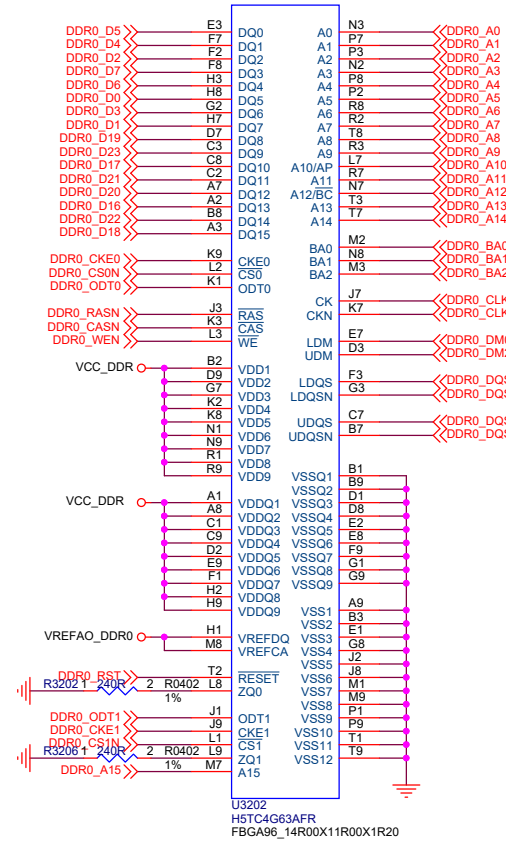 DDR0_D5 E3 DQ0 A0 N3 DDR0_A0
DDR0_D4 F7 DQ1 A1 P7 DDR0_A1
DDR0_D2 F2 DQ2 A2 P3 DDR0_A2
DDR0_D7 F8 DQ3 A3 N2 DDR0_A3
DDR0_D6 H3 DQ4 A4 P8 DDR0_A4
DDR0_D0 H8 DQ5 A5 P2 DDR0_A5
DDR0_D3 G2 DQ6 A6 R8 DDR0_A6
DDR0_D1 H7 DQ7 A7 R2 DDR0_A7
DDR0_D19 D7 DQ8 A8 T8 DDR0_A8
DDR0_D23 C3 DQ9 A9 R3 DDR0_A9
DDR0_D17 C8 DQ10 A10/AP L7 DDR0_A10
DDR0_D21 C2 DQ11 A11 R7 DDR0_A11
DDR0_D20 A7 DQ12 A12/BC N7 DDR0_A12
DDR0_D16 A2 DQ13 A13 T3 DDR0_A13
DDR0_D22 B8 DQ14 A14 T7 DDR0_A14
DDR0_D18 A3 DQ15
BA0 M2 DDR0_BA0
DDR0_CKE0 K9 CKE0 BA1 N8 DDR0_BA1
DDR0_CS0N L2 CS0 BA2 M3 DDR0_BA2
DDR0_ODT0 K1 ODT0
CK J7 DDR0_CLK
DDR0_RASN J3 RAS CKN K7 DDR0_CLK
DDR0_CASN K3 CAS
DDR0_WEN L3 WE LDM E7 DDR0_DM0
UDM D3 DDR0_DM2
VCC_DDR B2 VDD1
D9 VDD2 LDQS F3 DDR0_DQS
G7 VDD3 LDQSN G3 DDR0_DQS
K2 VDD4
K8 VDD5 UDQS C7 DDR0_DQS
N1 VDD6 UDQSN B7 DDR0_DQS
N9 VDD7
R1 VDD8
R9 VDD9 VSSQ1 B1
VSSQ2 B9
VCC_DDR A1 VDDQ1 VSSQ3 D1
A8 VDDQ2 VSSQ4 D8
C1 VDDQ3 VSSQ5 E2
C9 VDDQ4 VSSQ6 E8
D2 VDDQ5 VSSQ7 F9
E9 VDDQ6 VSSQ8 G1
F1 VDDQ7 VSSQ9 G9
H2 VDDQ8
H9 VDDQ9 VSS1 A9
VSS2 B3
VREFAO_DDR0 H1 VREFDQ VSS3 E1
M8 VREFCA VSS4 G8
VSS5 J2
DDR0_RST T2 RESET VSS6 J8
R3202 1 240R 2 R0402 L8 ZQ0 VSS7 M1
1% VSS8 M9
DDR0_ODT1 J1 ODT1 VSS9 P1
DDR0_CKE1 J9 CKE1 VSS10 P9
DDR0_CS1N L1 CS1 VSS11 T1
R3206 1 240R 2 R0402 L9 ZQ1 VSS12 T9
1%
DDR0_A15 M7 A15
U3202
H5TC4G63AFR
FBGA96_14R00X11R00X1R20